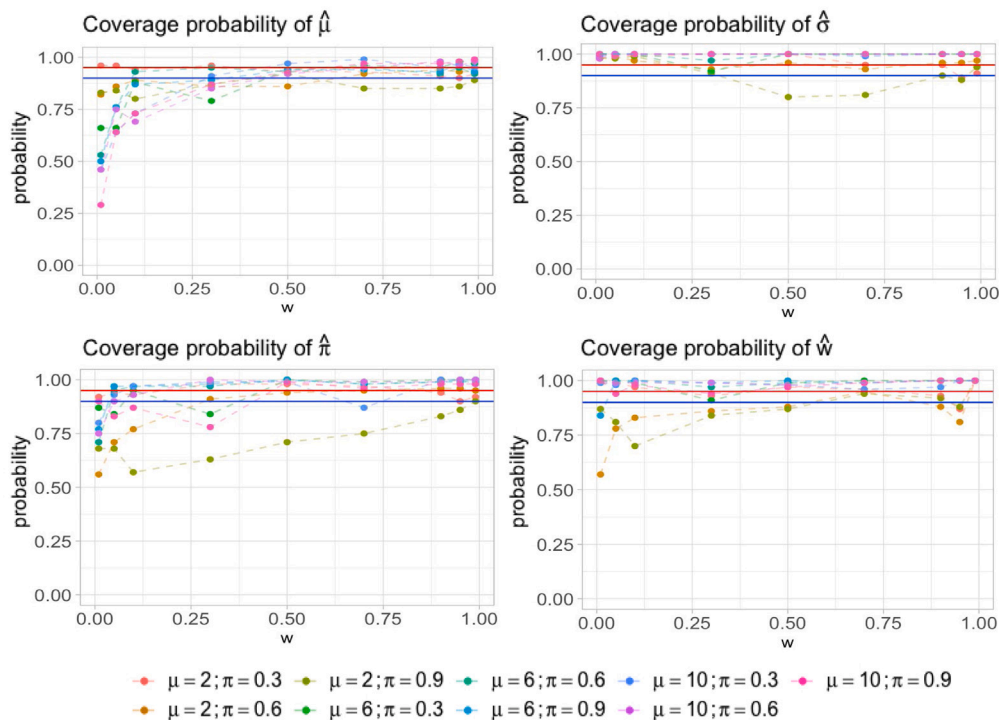 Coverage probability of μ̂
Coverage probability of σ̂
probability
1.00
0.75
0.50
0.25
0.00
0.00
0.25
0.50
0.75
1.00
w
probability
1.00
0.75
0.50
0.25
0.00
0.00
0.25
0.50
0.75
1.00
w
Coverage probability of π̂
Coverage probability of ŵ
probability
1.00
0.75
0.50
0.25
0.00
0.00
0.25
0.50
0.75
1.00
w
probability
1.00
0.75
0.50
0.25
0.00
0.00
0.25
0.50
0.75
1.00
w
μ = 2; π = 0.3
μ = 2; π = 0.9
μ = 6; π = 0.6
μ = 10; π = 0.3
μ = 10; π = 0.9
μ = 2; π = 0.6
μ = 6; π = 0.3
μ = 6; π = 0.9
μ = 10; π = 0.6